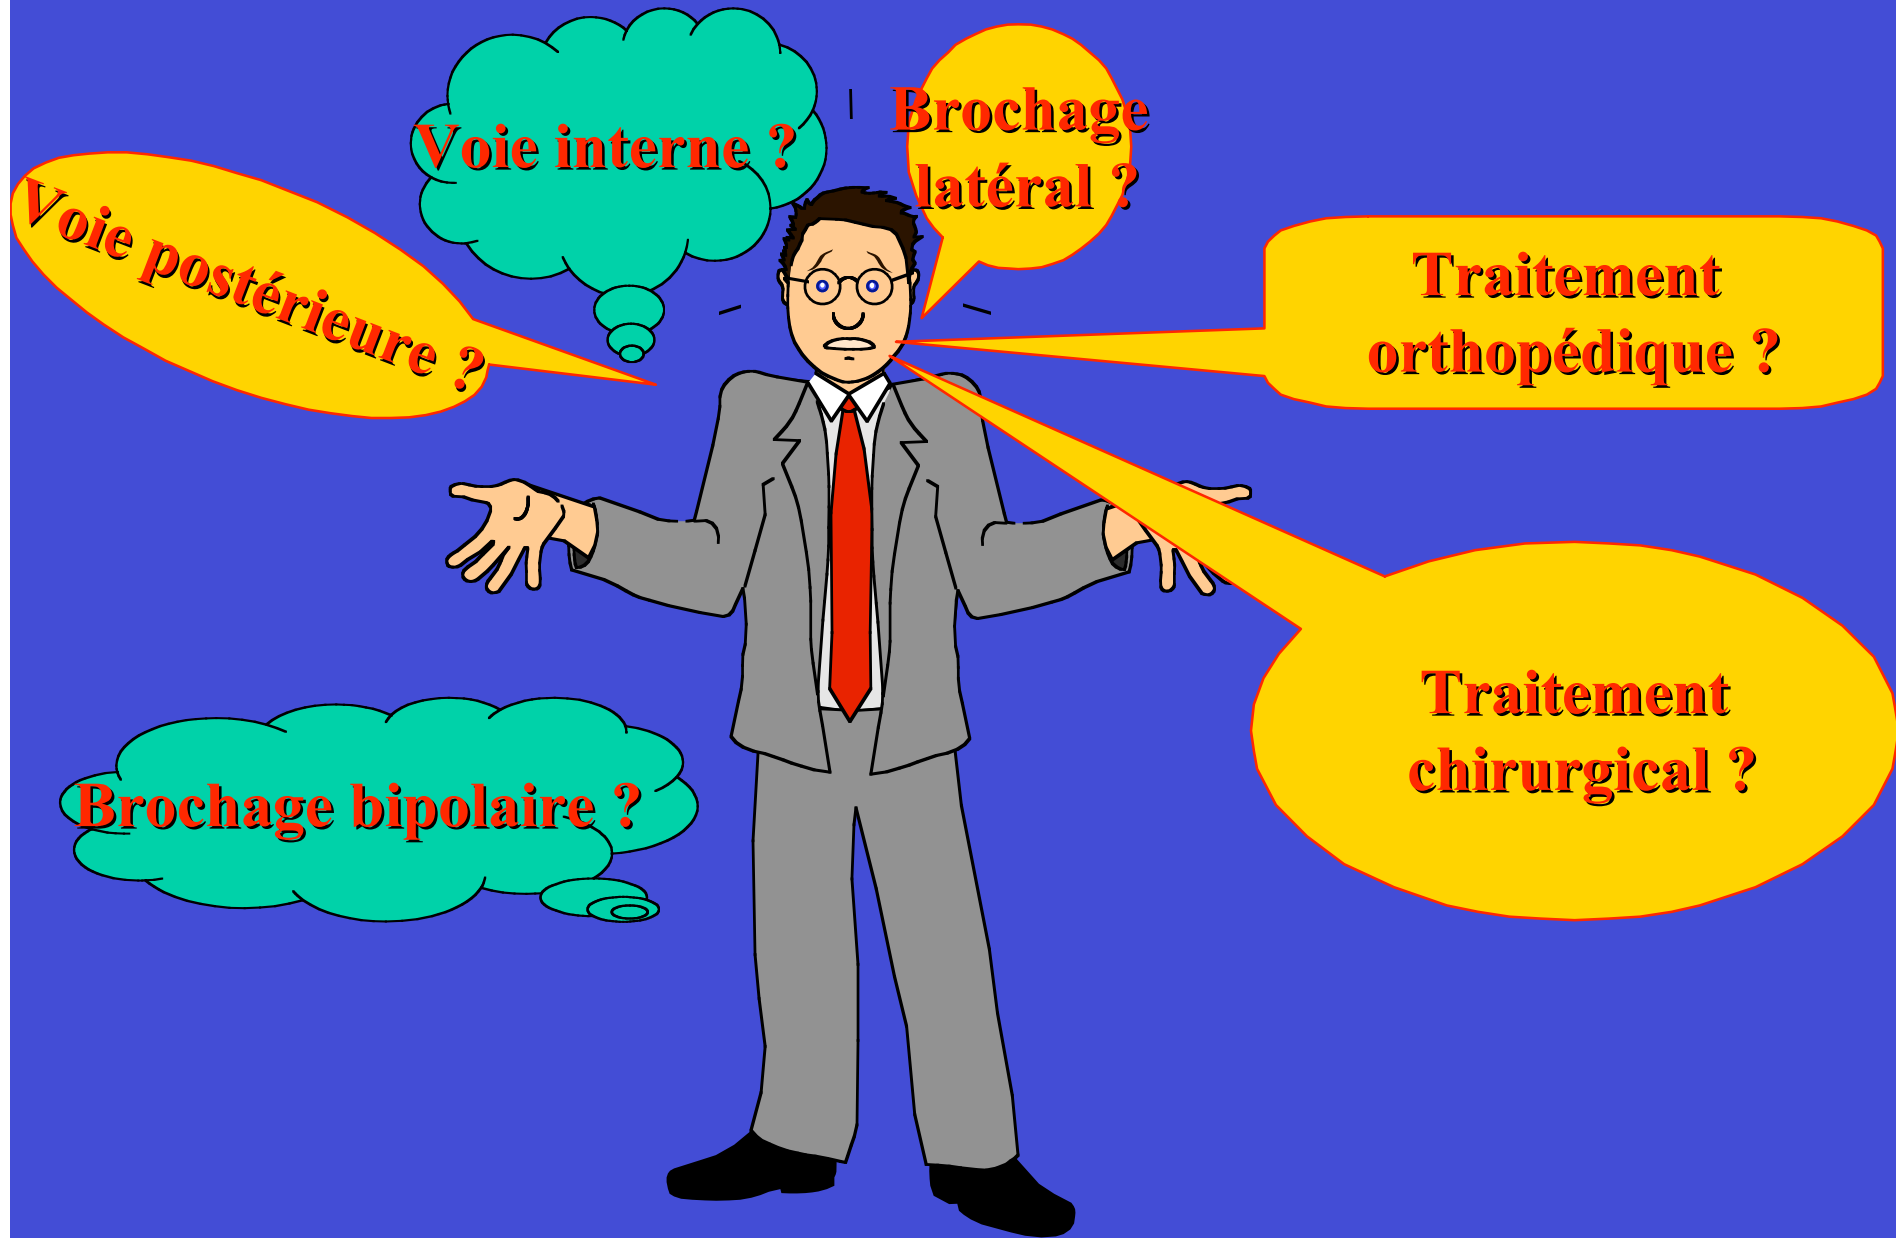 Voie interne ?
Brochage
latéral ?
Voie postérieure ?
Traitement
orthopédique ?
Traitement
chirurgical ?
Brochage bipolaire ?